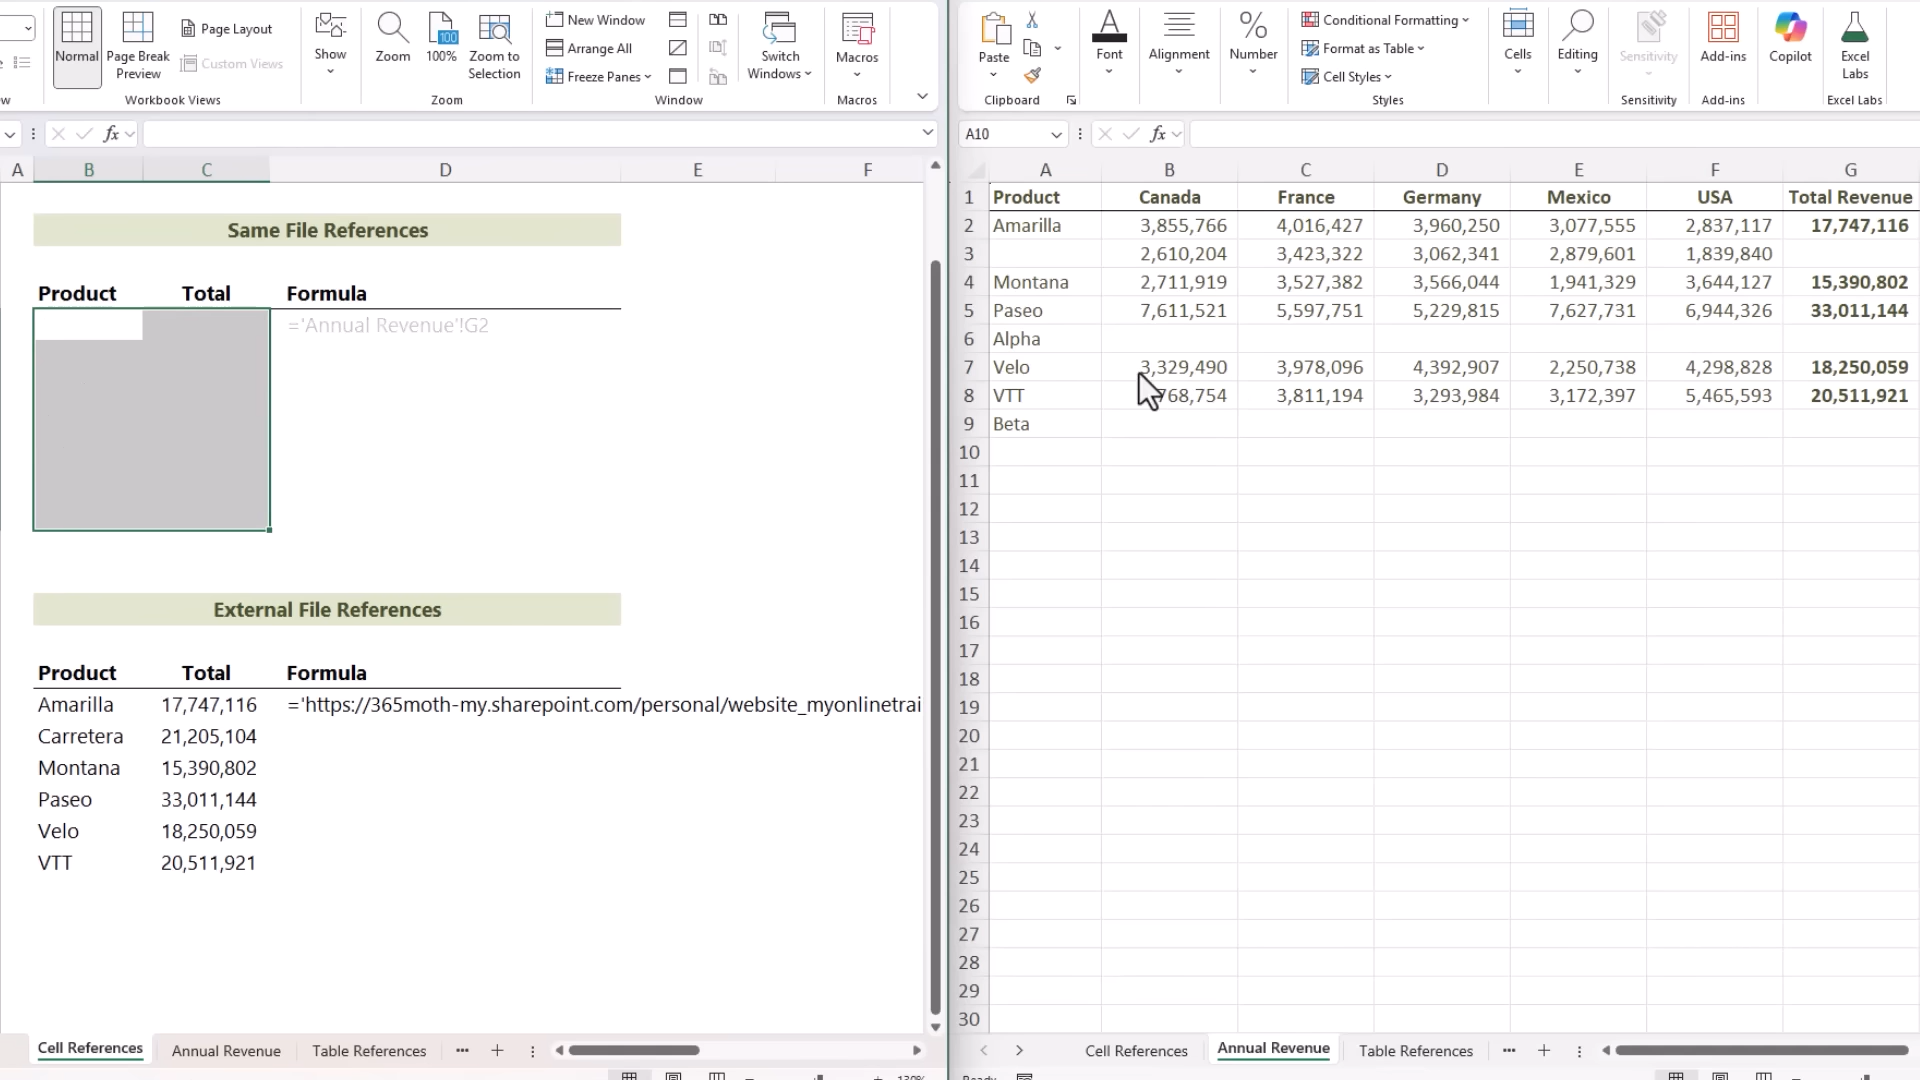 Normal
Page Break Preview
Page Layout
Custom Views
Workbook Views
Show
Zoom
100%
Zoom to Selection
Zoom
New Window
Arrange All
Freeze Panes
Switch Windows
Window
Macros
Macros
fx
A B C D E F
Same File References
Product Total Formula
='Annual Revenue'!G2
External File References
Product Total Formula
Amarilla 17,747,116 ='https://365moth-my.sharepoint.com/personal/website_myonlinetrai
Carretera 21,205,104
Montana 15,390,802
Paseo 33,011,144
Velo 18,250,059
VTT 20,511,921
Cell References Annual Revenue Table References
Paste
Clipboard
Font
Alignment
Number
Conditional Formatting
Format as Table
Cell Styles
Styles
Cells
Editing
Sensitivity
Sensitivity
Add-ins
Add-ins
Copilot
Excel Labs
Excel Labs
A10 fx
A B C D E F G
1 Product Canada France Germany Mexico USA Total Revenue
2 Amarilla 3,855,766 4,016,427 3,960,250 3,077,555 2,837,117 17,747,116
3 2,610,204 3,423,322 3,062,341 2,879,601 1,839,840
4 Montana 2,711,919 3,527,382 3,566,044 1,941,329 3,644,127 15,390,802
5 Paseo 7,611,521 5,597,751 5,229,815 7,627,731 6,944,326 33,011,144
6 Alpha
7 Velo 3,329,490 3,978,096 4,392,907 2,250,738 4,298,828 18,250,059
8 VTT 768,754 3,811,194 3,293,984 3,172,397 5,465,593 20,511,921
9 Beta
10
11
12
13
14
15
16
17
18
19
20
21
22
23
24
25
26
27
28
29
30
Cell References Annual Revenue Table References